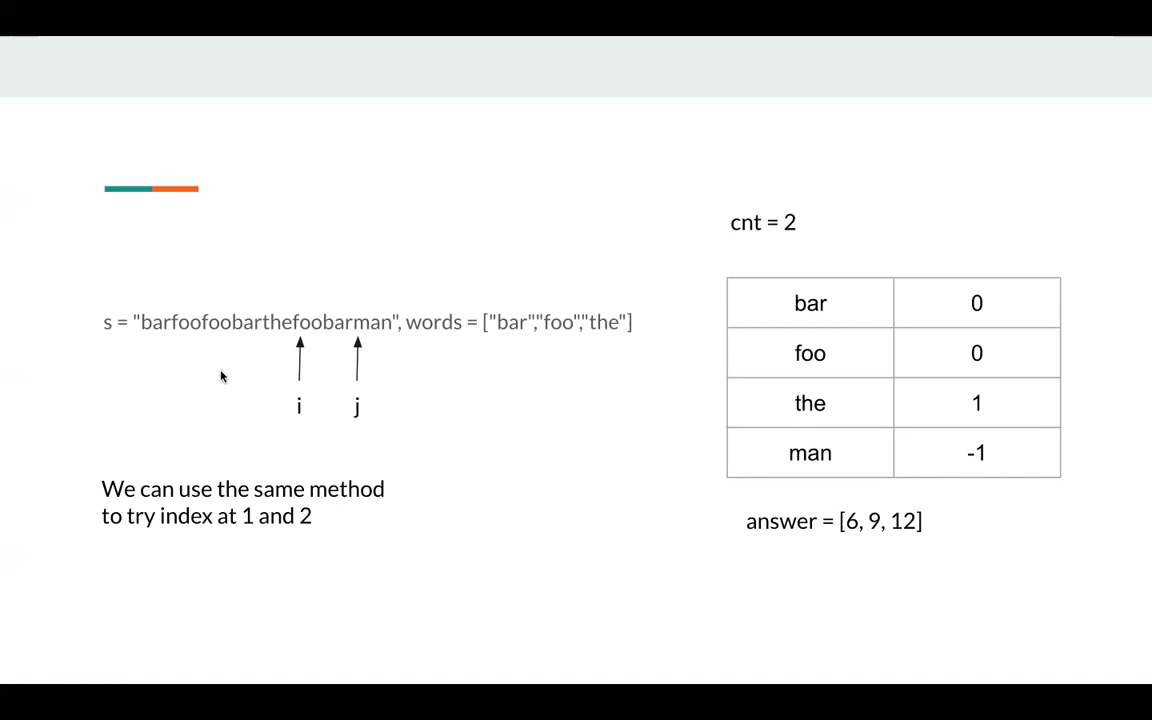 cnt = 2
s = "barfoofoobarthefoobarman", words = ["bar","foo","the"]
bar 0
foo 0
the 1
man -1
i j
We can use the same method
to try index at 1 and 2
answer = [6, 9, 12]